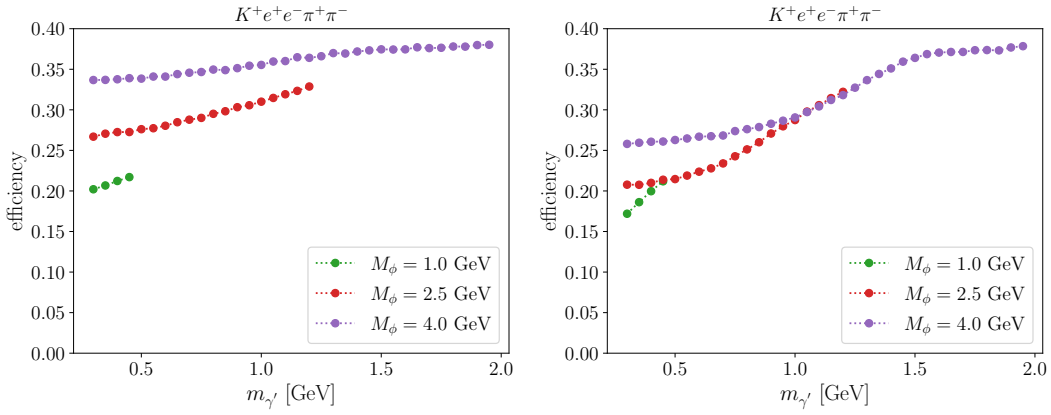 K⁺e⁺e⁻π⁺π⁻
0.40
0.35
0.30
0.25
0.20
0.15
0.10
0.05
0.00
efficiency
M_ϕ = 1.0 GeV
M_ϕ = 2.5 GeV
M_ϕ = 4.0 GeV
0.5 1.0 1.5 2.0
m_γ′ [GeV]
K⁺e⁺e⁻π⁺π⁻
0.40
0.35
0.30
0.25
0.20
0.15
0.10
0.05
0.00
efficiency
M_ϕ = 1.0 GeV
M_ϕ = 2.5 GeV
M_ϕ = 4.0 GeV
0.5 1.0 1.5 2.0
m_γ′ [GeV]